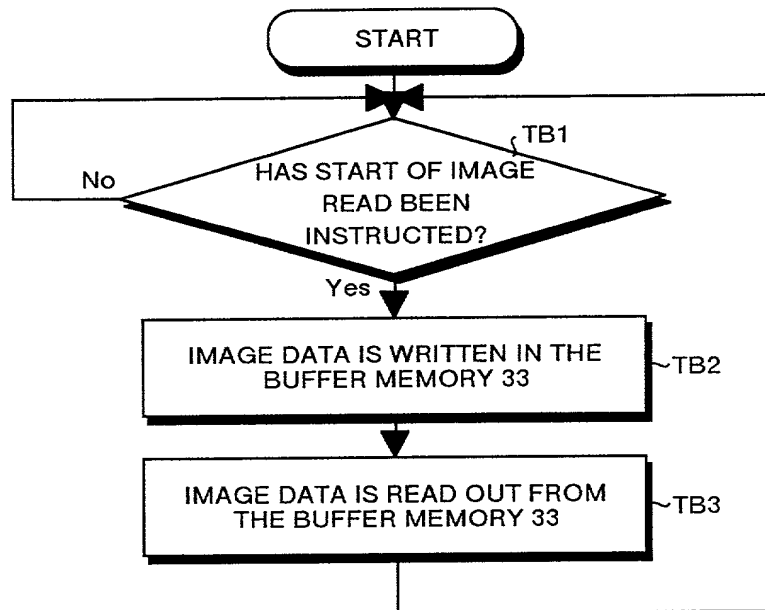 START
TB1
HAS START OF IMAGE
READ BEEN
INSTRUCTED?
No
Yes
IMAGE DATA IS WRITTEN IN THE
BUFFER MEMORY 33
TB2
IMAGE DATA IS READ OUT FROM
THE BUFFER MEMORY 33
TB3